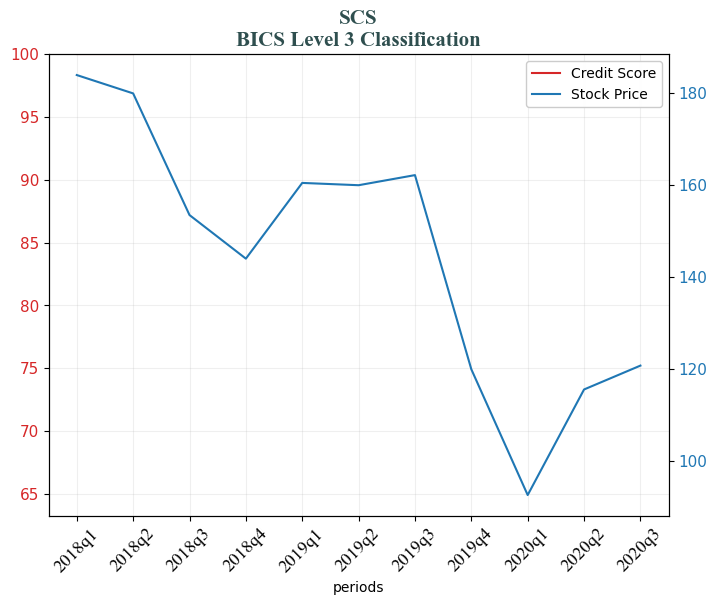 SCS
BICS Level 3 Classification
Credit Score
Stock Price
100
95
90
85
80
75
70
65
180
160
140
120
100
2018q1
2018q2
2018q3
2018q4
2019q1
2019q2
2019q3
2019q4
2020q1
2020q2
2020q3
periods